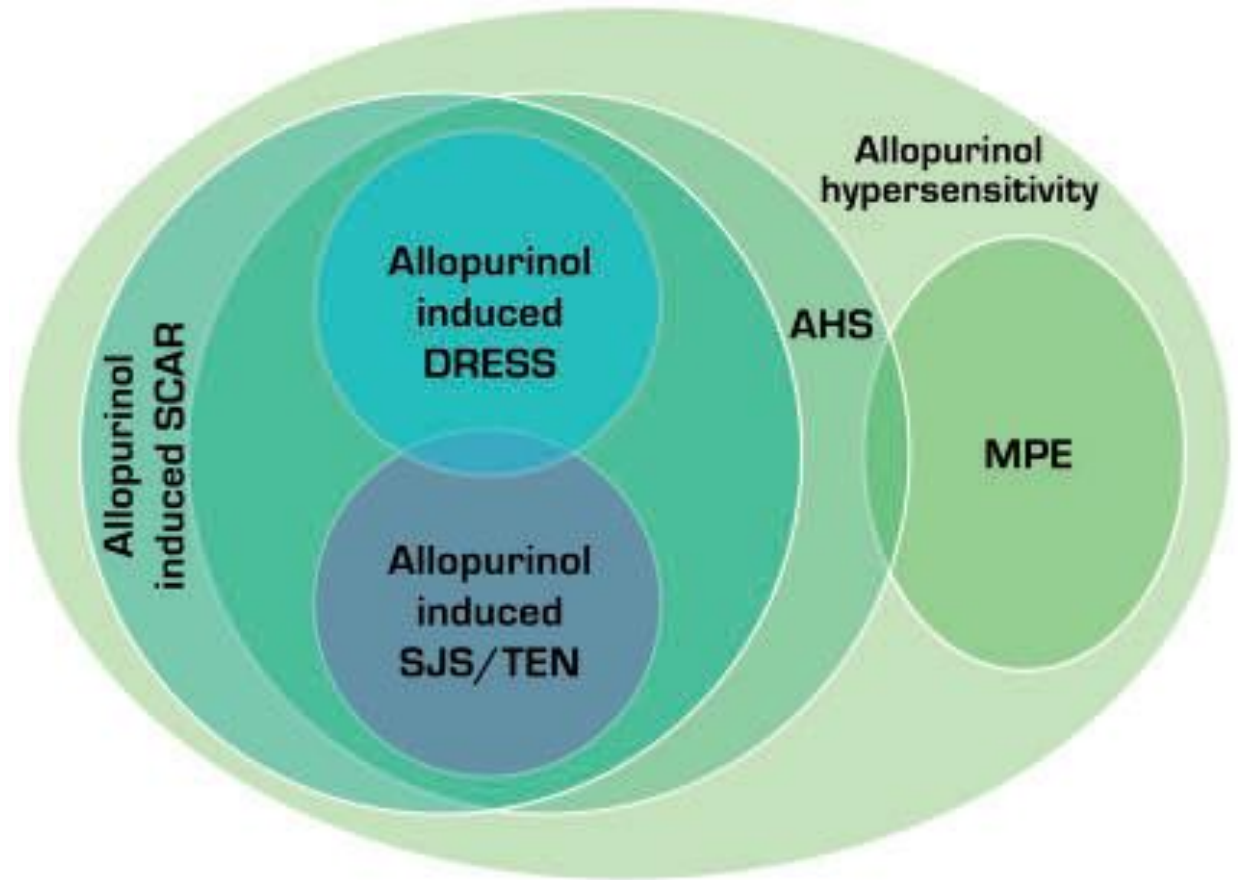 Allopurinol
hypersensitivity
Allopurinol
induced
DRESS
Allopurinol
induced SCAR
AHS
MPE
Allopurinol
induced
SJS/TEN